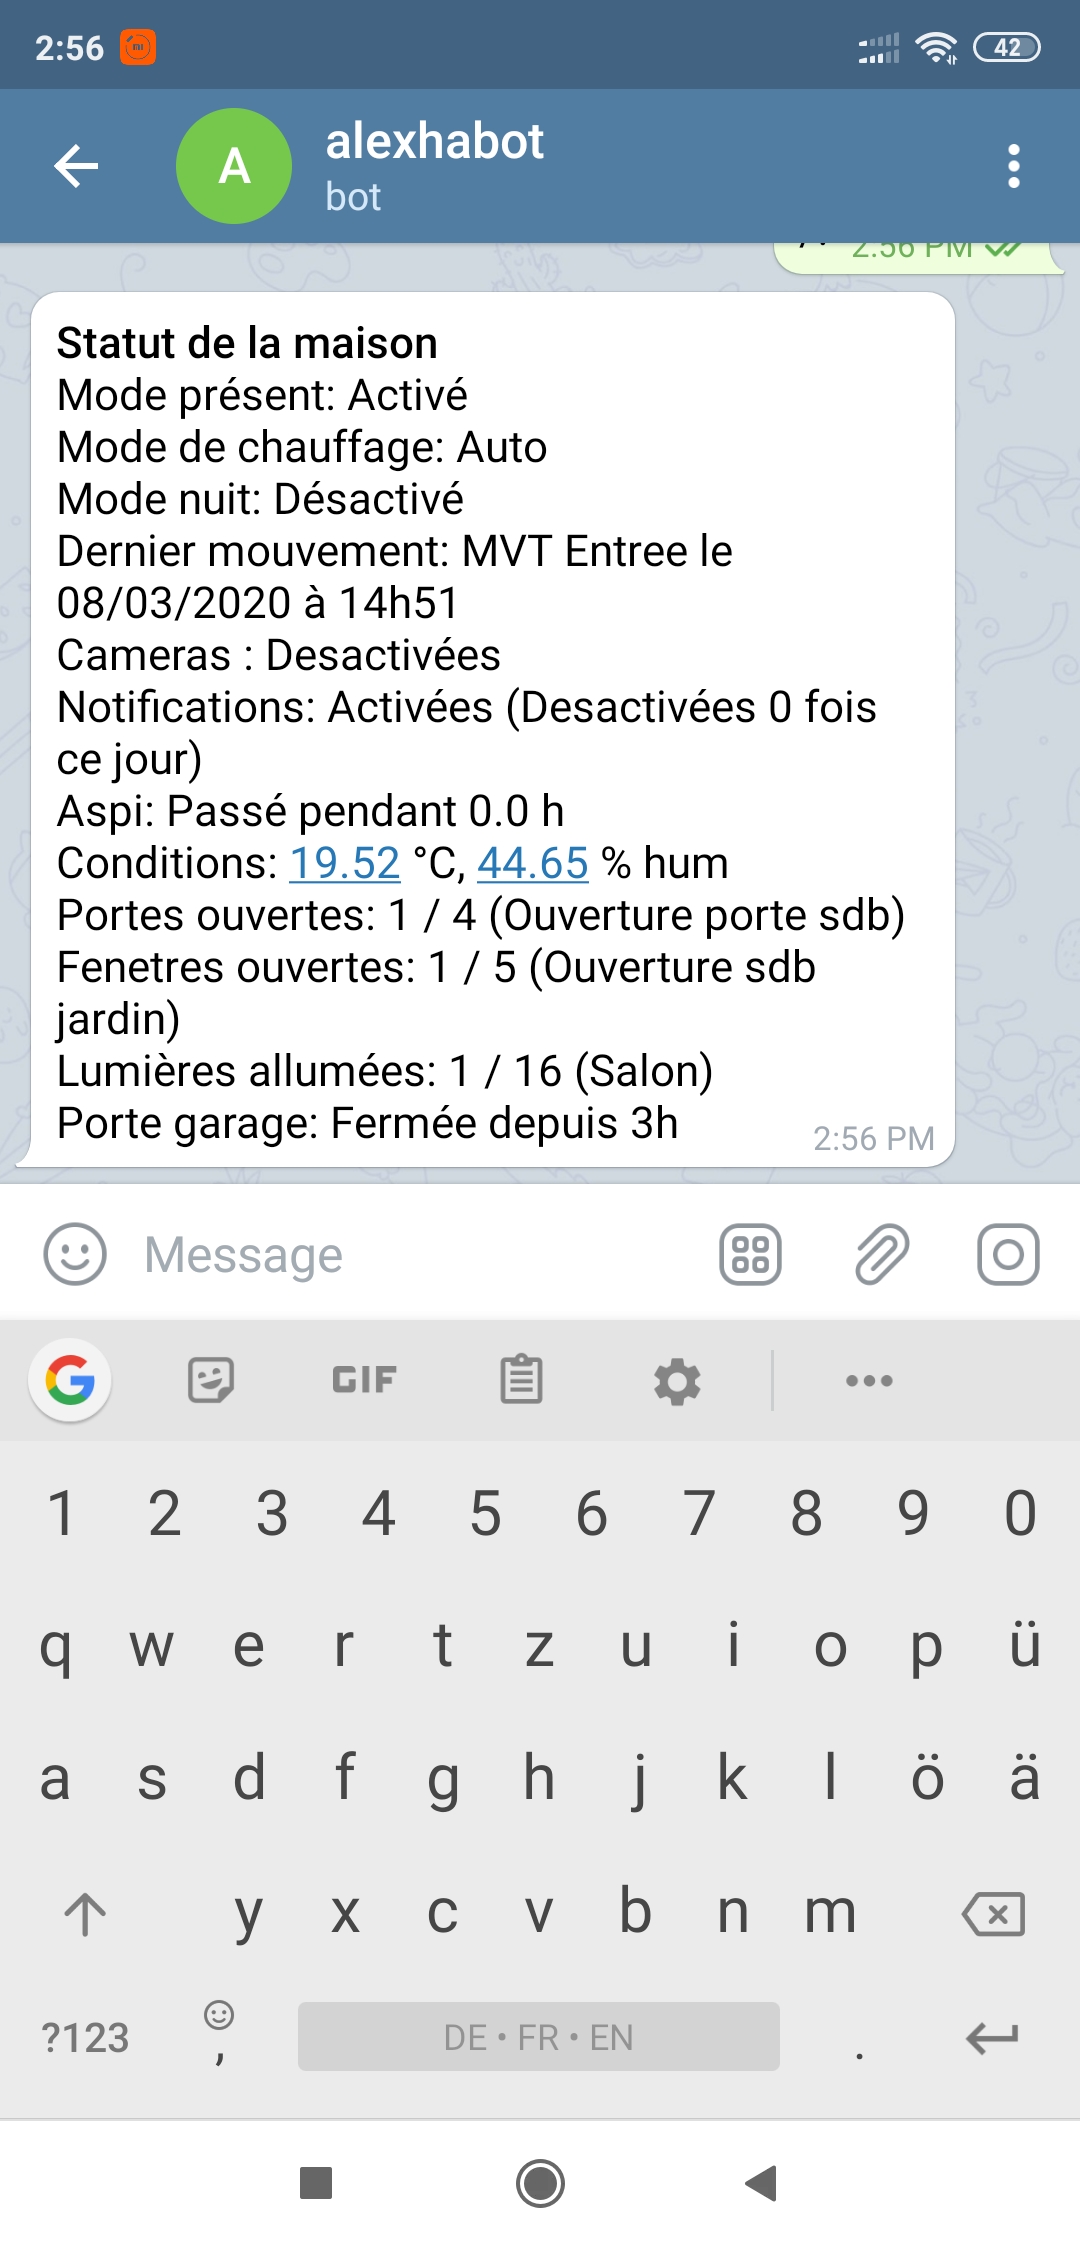 2:56
42
A
alexhabot
bot
2:56 PM
Statut de la maison
Mode présent: Activé
Mode de chauffage: Auto
Mode nuit: Désactivé
Dernier mouvement: MVT Entree le
08/03/2020 à 14h51
Cameras : Desactivées
Notifications: Activées (Desactivées 0 fois
ce jour)
Aspi: Passé pendant 0.0 h
Conditions: 19.52 °C, 44.65 % hum
Portes ouvertes: 1 / 4 (Ouverture porte sdb)
Fenetres ouvertes: 1 / 5 (Ouverture sdb
jardin)
Lumières allumées: 1 / 16 (Salon)
Porte garage: Fermée depuis 3h
2:56 PM
Message
GIF
1 2 3 4 5 6 7 8 9 0
q w e r t z u i o p ü
a s d f g h j k l ö ä
y x c v b n m
?123 , DE • FR • EN .